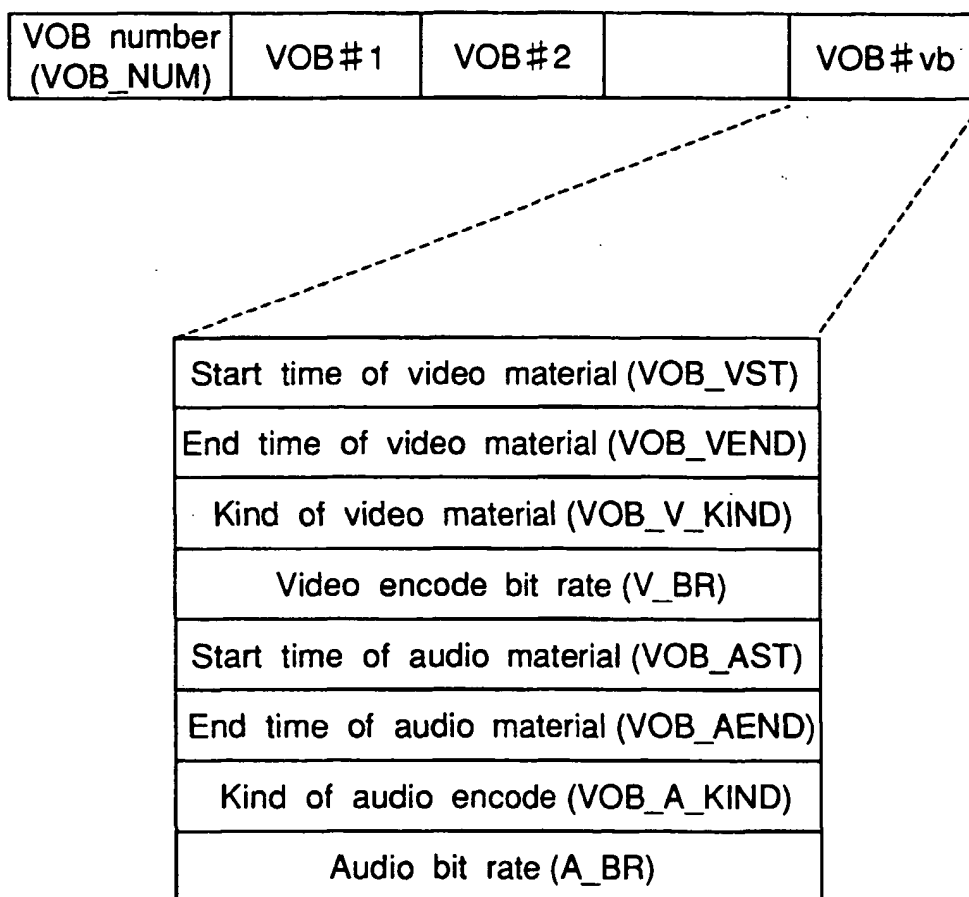 VOB number
(VOB_NUM)
VOB#1
VOB#2
VOB#vb
Start time of video material (VOB_VST)
End time of video material (VOB_VEND)
Kind of video material (VOB_V_KIND)
Video encode bit rate (V_BR)
Start time of audio material (VOB_AST)
End time of audio material (VOB_AEND)
Kind of audio encode (VOB_A_KIND)
Audio bit rate (A_BR)